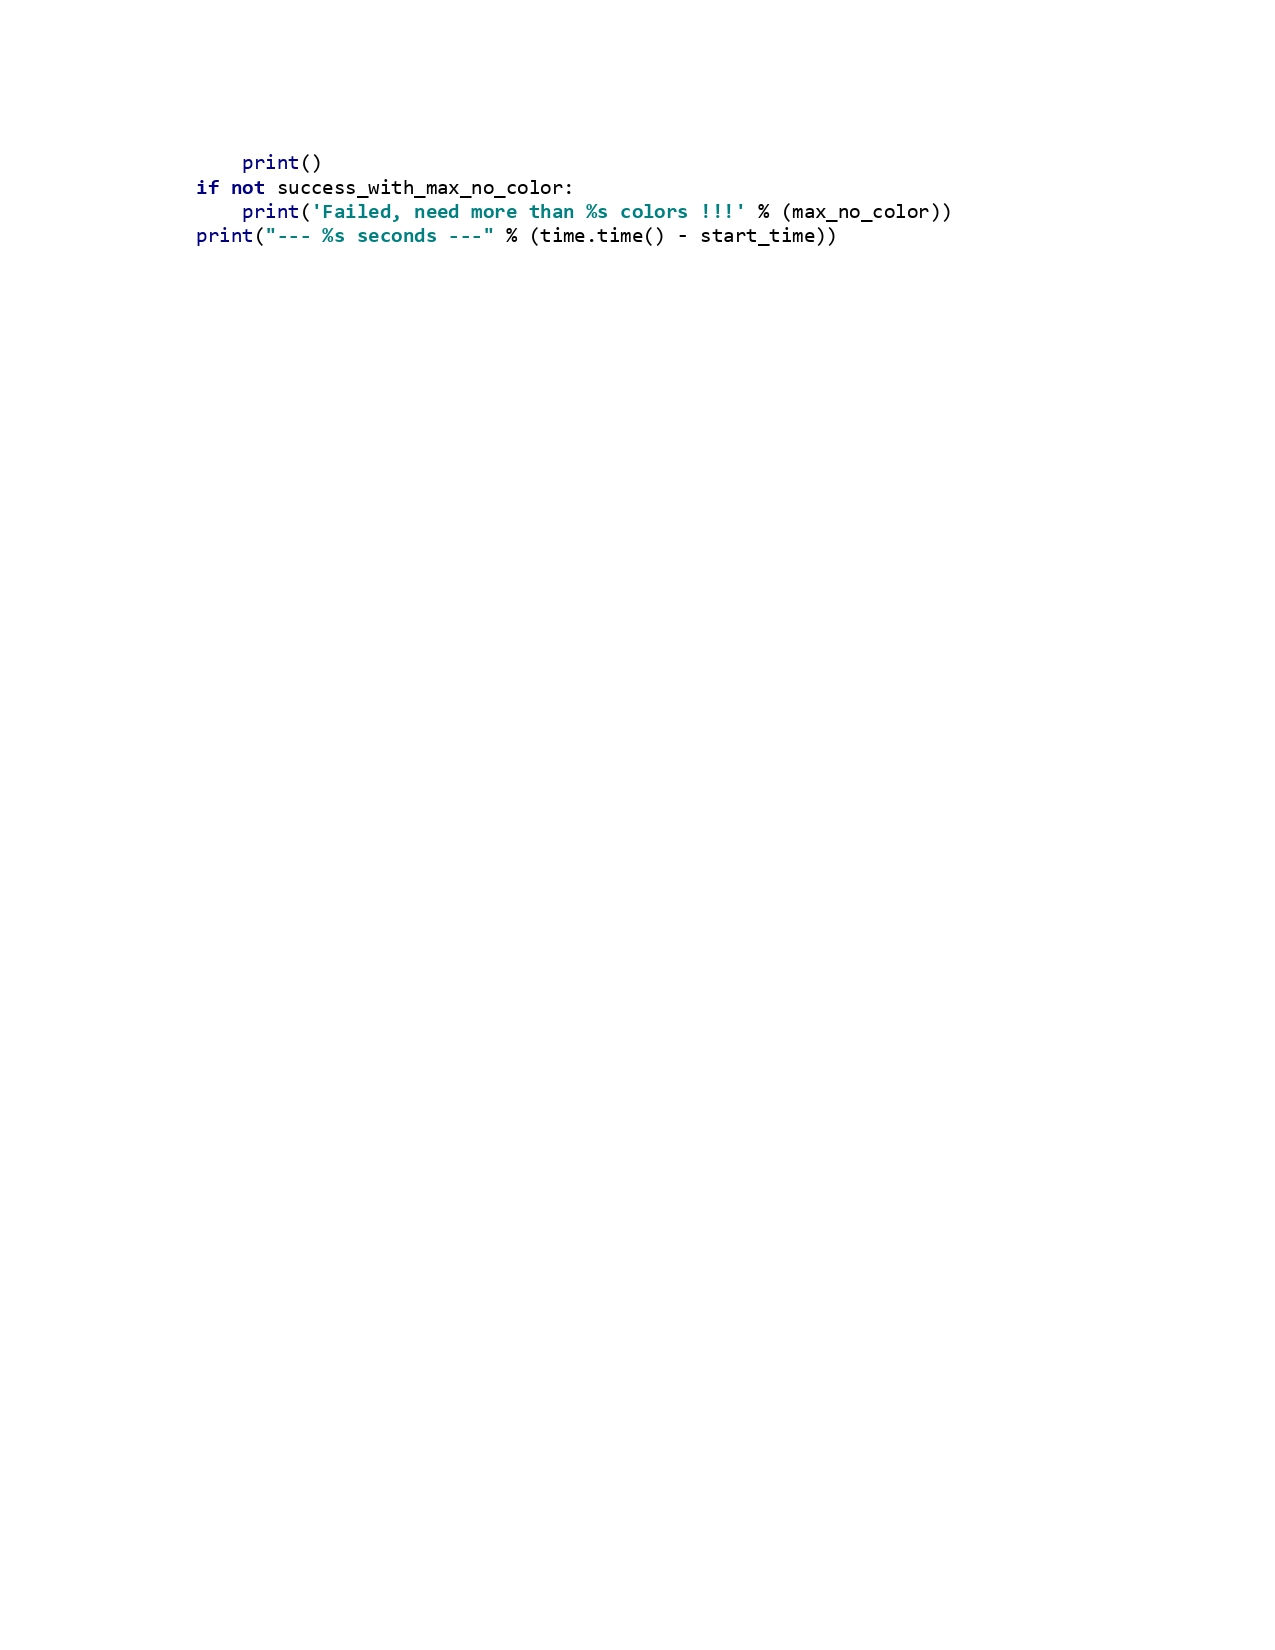 print()
if not success_with_max_no_color:
    print('Failed, need more than %s colors !!!' % (max_no_color))
print("--- %s seconds ---" % (time.time() - start_time))